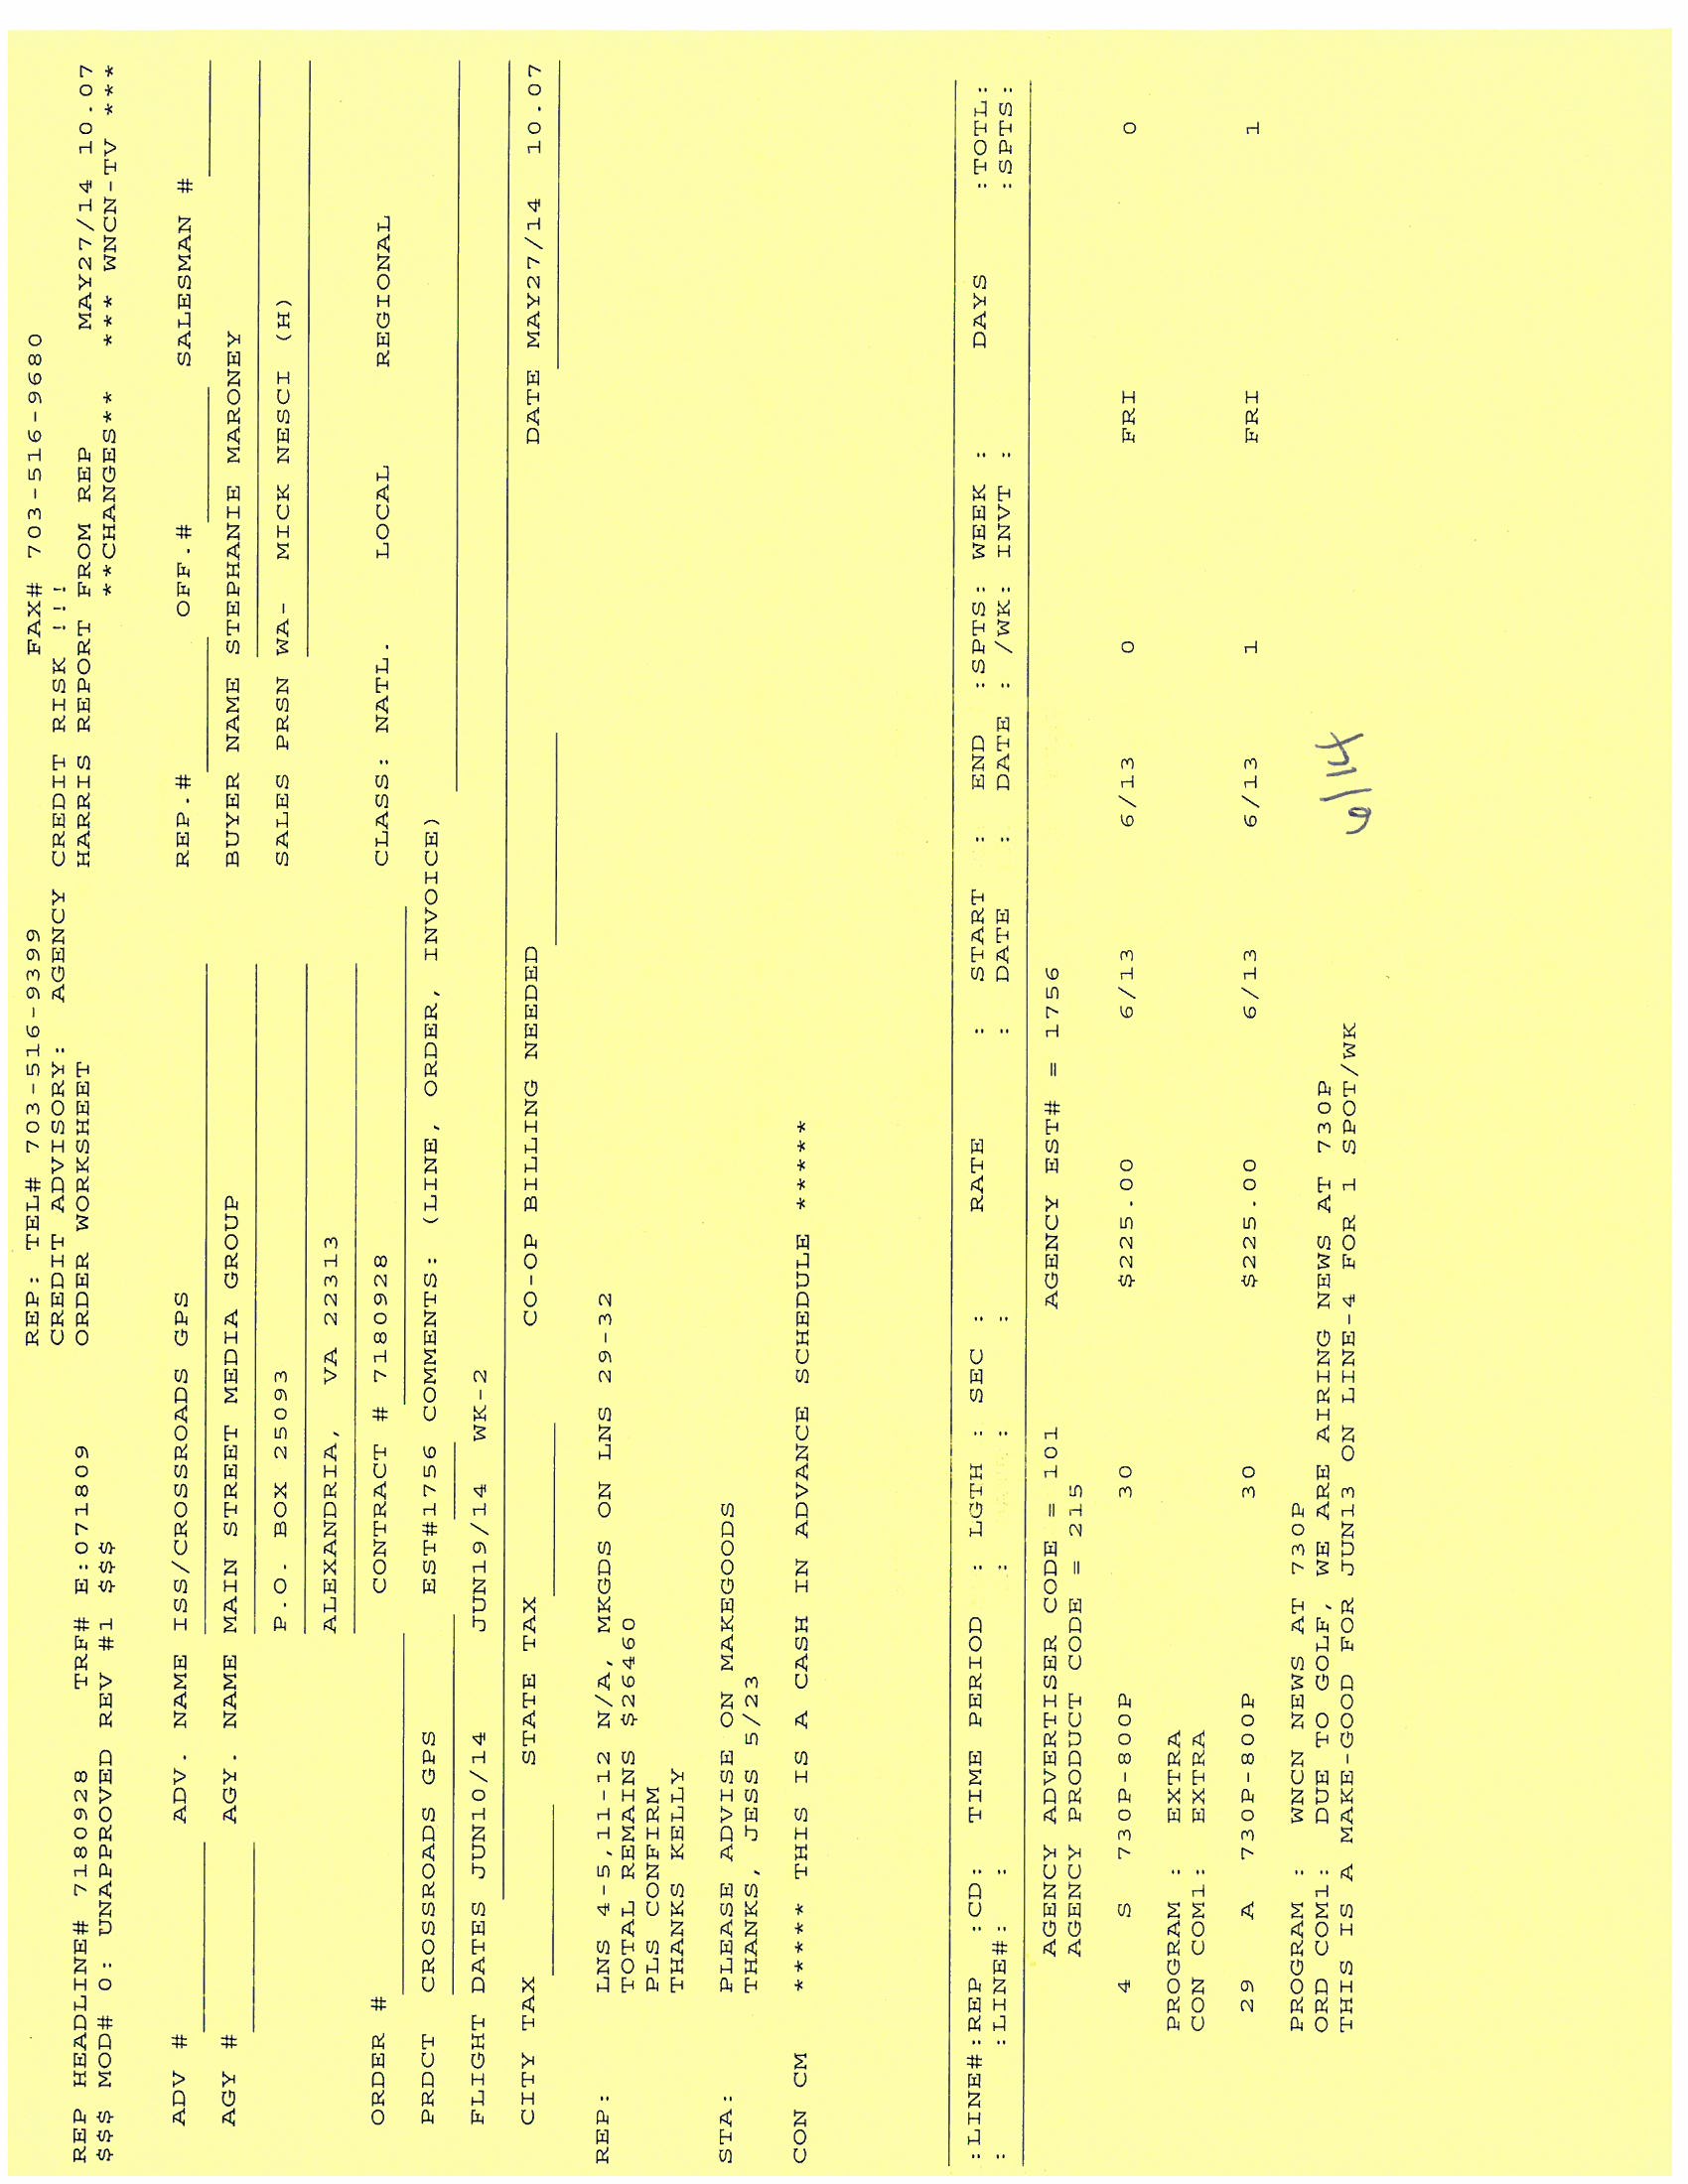 REP: TEL# 703-516-9399 FAX# 703-516-9680
CREDIT ADVISORY: AGENCY CREDIT RISK !!!
REP HEADLINE# 7180928 TRF# E:071809 ORDER WORKSHEET HARRIS REPORT FROM REP MAY27/14 10.07
$$$ MOD# 0: UNAPPROVED REV #1 $$$ **CHANGES** *** WNCN-TV ***
ADV # ADV. NAME ISS/CROSSROADS GPS REP.# OFF.# SALESMAN #
AGY # AGY. NAME MAIN STREET MEDIA GROUP BUYER NAME STEPHANIE MARONEY
P.O. BOX 25093 SALES PRSN WA- MICK NESCI (H)
ALEXANDRIA, VA 22313
ORDER # CONTRACT # 7180928 CLASS: NATL. LOCAL REGIONAL
PRDCT CROSSROADS GPS EST#1756 COMMENTS: (LINE, ORDER, INVOICE)
FLIGHT DATES JUN10/14 JUN19/14 WK-2
CITY TAX STATE TAX CO-OP BILLING NEEDED DATE MAY27/14 10.07
REP: LNS 4-5,11-12 N/A, MKGDS ON LNS 29-32
TOTAL REMAINS $26460
PLS CONFIRM
THANKS KELLY
STA: PLEASE ADVISE ON MAKEGOODS
THANKS, JESS 5/23
CON CM ***** THIS IS A CASH IN ADVANCE SCHEDULE *****
:LINE#:REP :CD: TIME PERIOD : LGTH : SEC : RATE : START : END :SPTS: WEEK : DAYS :TOTL:
: :LINE#: : : : : DATE : DATE : /WK: INVT : :SPTS:
AGENCY ADVERTISER CODE = 101 AGENCY EST# = 1756
AGENCY PRODUCT CODE = 215
4 S 730P-800P 30 $225.00 6/13 6/13 0 FRI 0
PROGRAM : EXTRA
CON COM1: EXTRA
29 A 730P-800P 30 $225.00 6/13 6/13 1 FRI 1
PROGRAM : WNCN NEWS AT 730P
ORD COM1: DUE TO GOLF, WE ARE AIRING NEWS AT 730P
THIS IS A MAKE-GOOD FOR JUN13 ON LINE-4 FOR 1 SPOT/WK
6/14